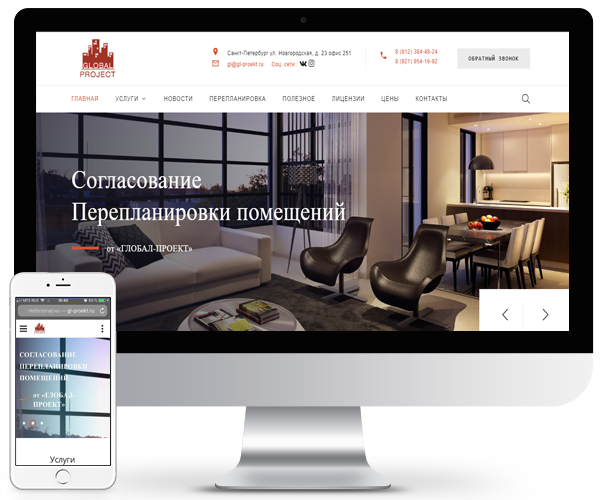 GLOBAL
PROJECT
Санкт-Петербург ул. Новгородская, д. 23 офис 251
gl@gl-proekt.ru Соц. сети :
8 (812) 384-48-24
8 (921) 954-16-92
ОБРАТНЫЙ ЗВОНОК
ГЛАВНАЯ УСЛУГИ НОВОСТИ ПЕРЕПЛАНИРОВКА ПОЛЕЗНОЕ ЛИЦЕНЗИИ ЦЕНЫ КОНТАКТЫ
Согласование
Перепланировки помещений
от «ГЛОБАЛ-ПРОЕКТ»
Небезопасно — gl-proekt.ru
СОГЛАСОВАНИЕ
ПЕРЕПЛАНИРОВКИ
ПОМЕЩЕНИЙ
от «ГЛОБАЛ-
ПРОЕКТ»
Услуги